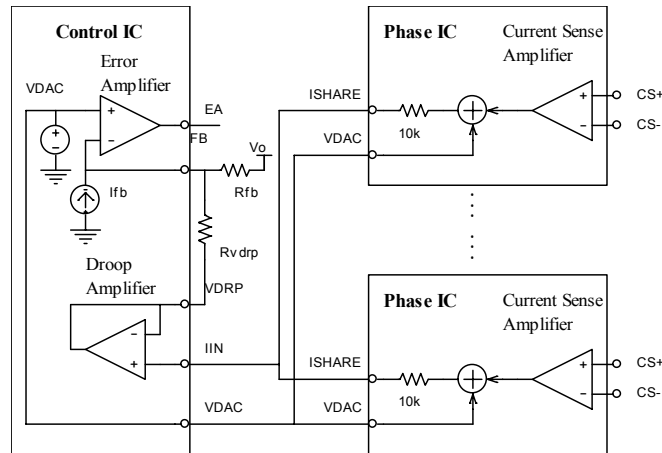 Control IC
Error
Amplifier
VDAC
+
-
+
-
EA
FB
Vo
Rfb
Ifb
Rvdrp
Droop
Amplifier
VDRP
-
+
IIN
VDAC
Phase IC
Current Sense
Amplifier
ISHARE
10k
+
-
CS+
CS-
VDAC
Phase IC
Current Sense
Amplifier
ISHARE
10k
+
-
CS+
CS-
VDAC